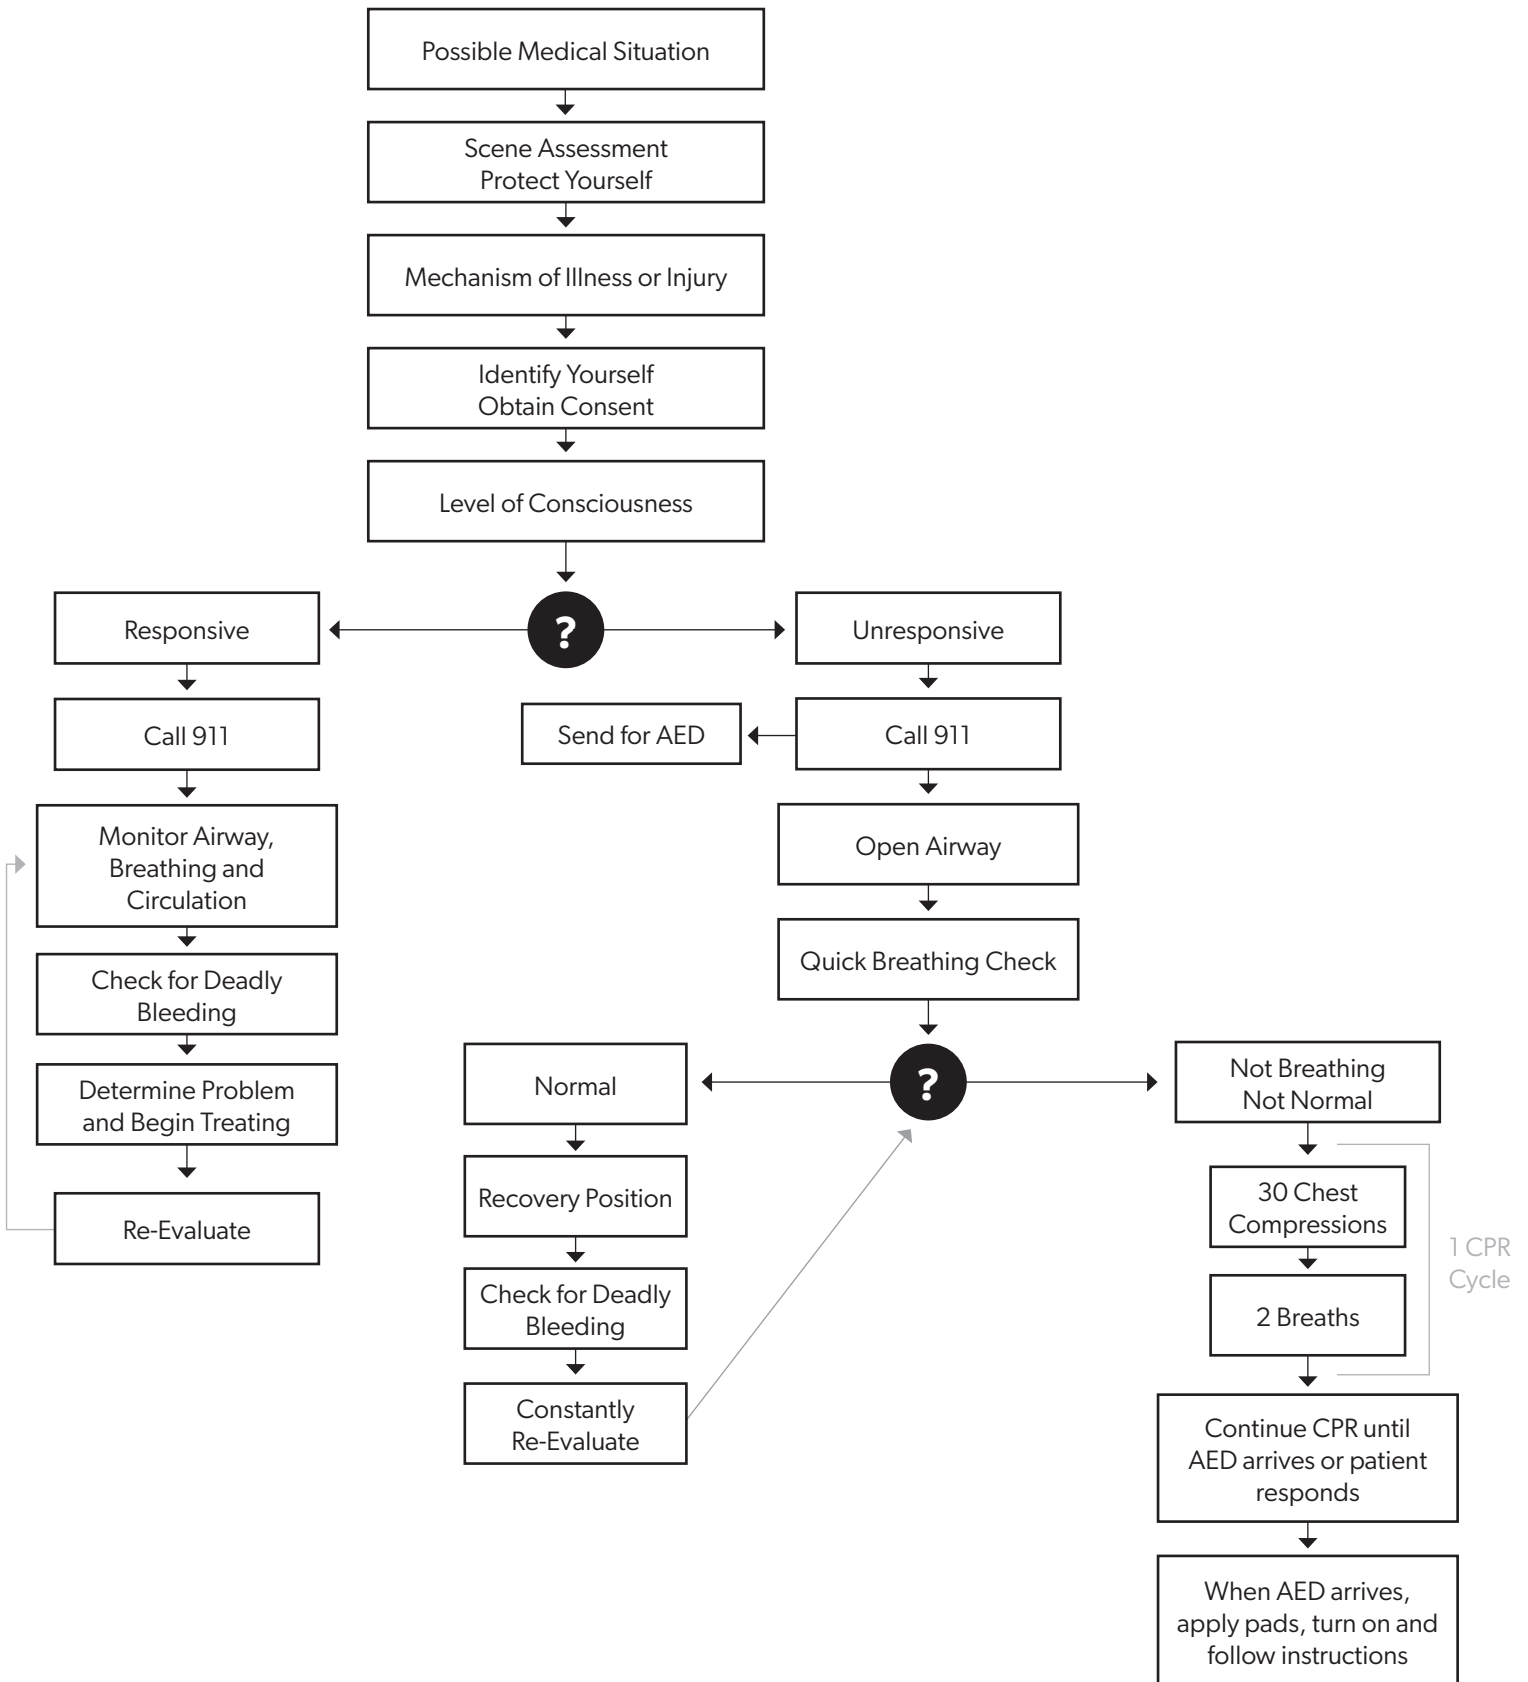 Possible Medical Situation
Scene Assessment
Protect Yourself
Mechanism of Illness or Injury
Identify Yourself
Obtain Consent
Level of Consciousness
?
Responsive
Call 911
Monitor Airway,
Breathing and
Circulation
Check for Deadly
Bleeding
Determine Problem
and Begin Treating
Re-Evaluate
Unresponsive
Call 911
Send for AED
Open Airway
Quick Breathing Check
?
Normal
Recovery Position
Check for Deadly
Bleeding
Constantly
Re-Evaluate
Not Breathing
Not Normal
30 Chest
Compressions
2 Breaths
1 CPR
Cycle
Continue CPR until
AED arrives or patient
responds
When AED arrives,
apply pads, turn on and
follow instructions